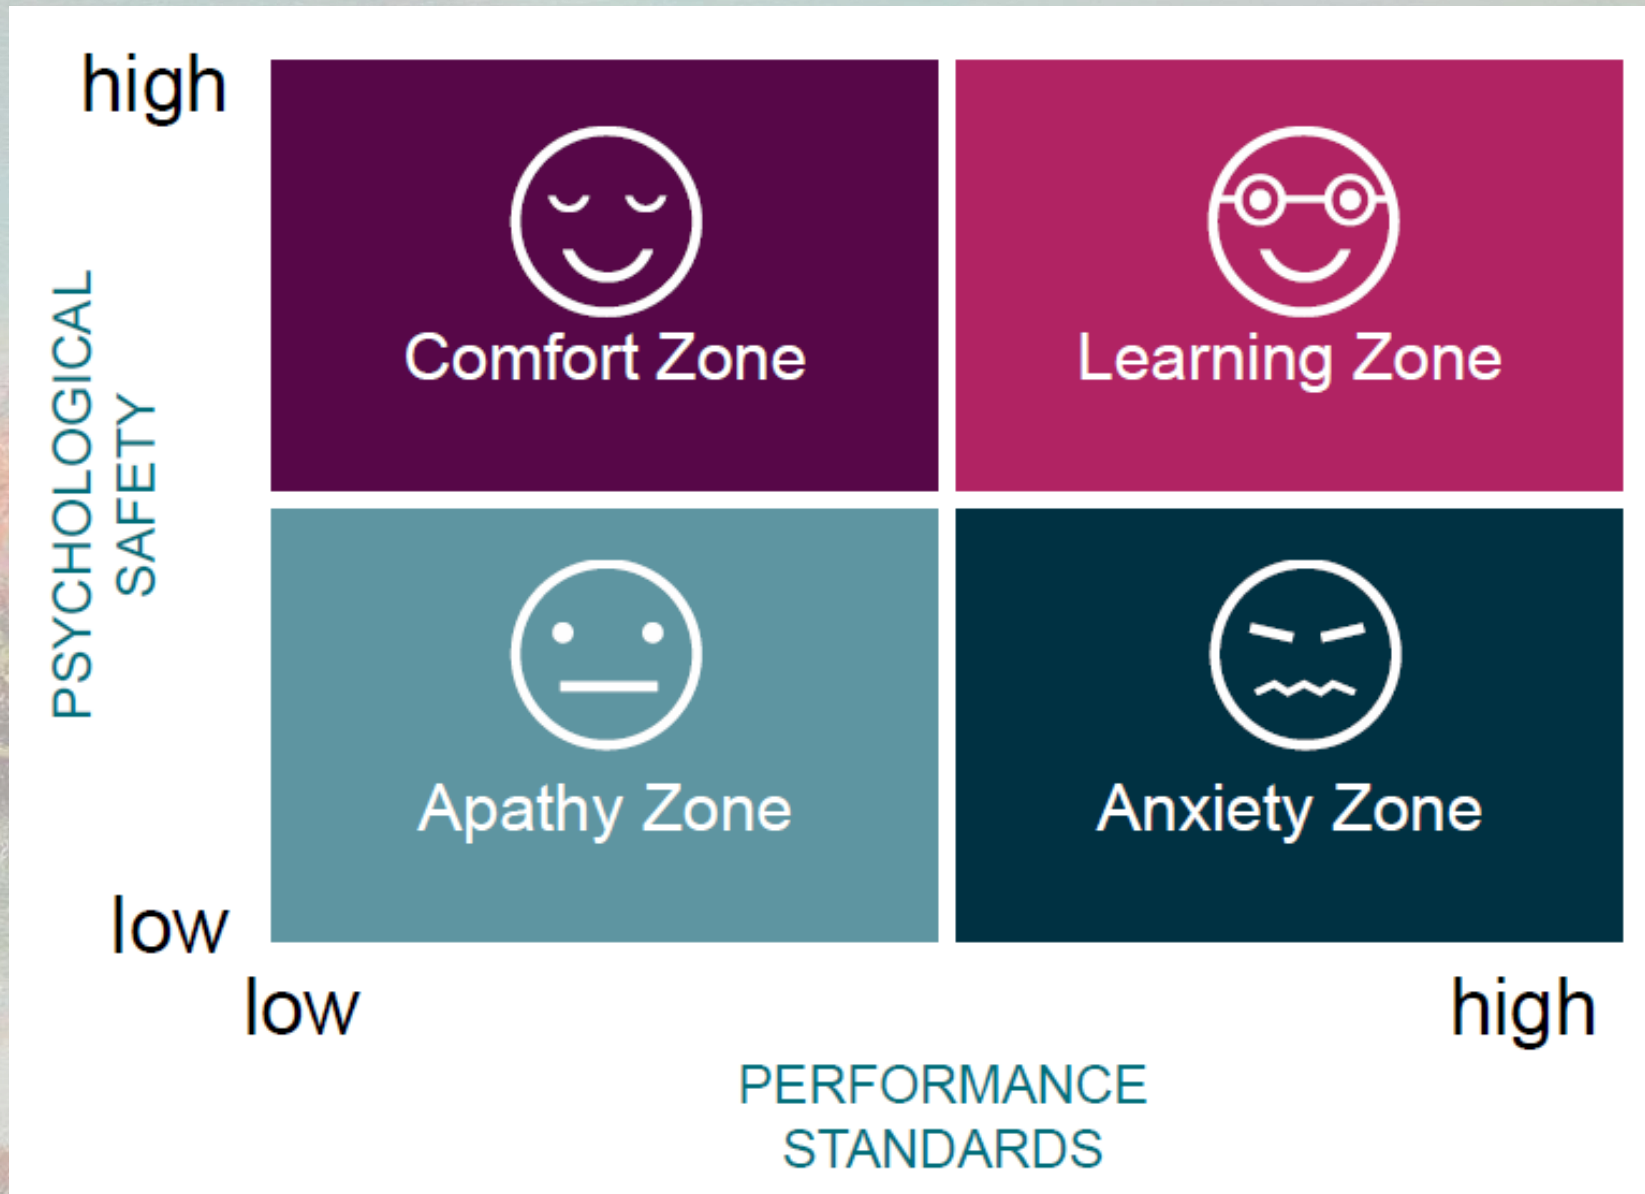 high
Comfort Zone
Learning Zone
PSYCHOLOGICAL
SAFETY
Apathy Zone
Anxiety Zone
low
low
high
PERFORMANCE
STANDARDS